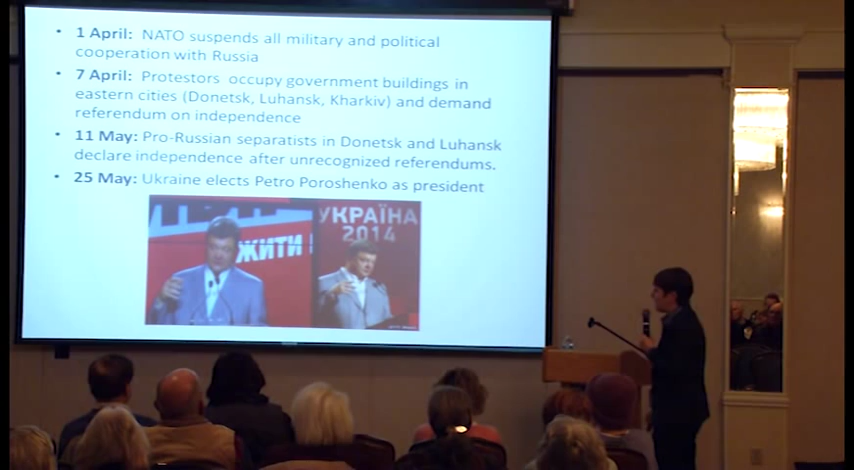 • 1 April: NATO suspends all military and political
cooperation with Russia
• 7 April: Protestors occupy government buildings in
eastern cities (Donetsk, Luhansk, Kharkiv) and demand
referendum on independence
• 11 May: Pro-Russian separatists in Donetsk and Luhansk
declare independence after unrecognized referendums.
• 25 May: Ukraine elects Petro Poroshenko as president
ЖИТИ
УКРАЇНА
2014